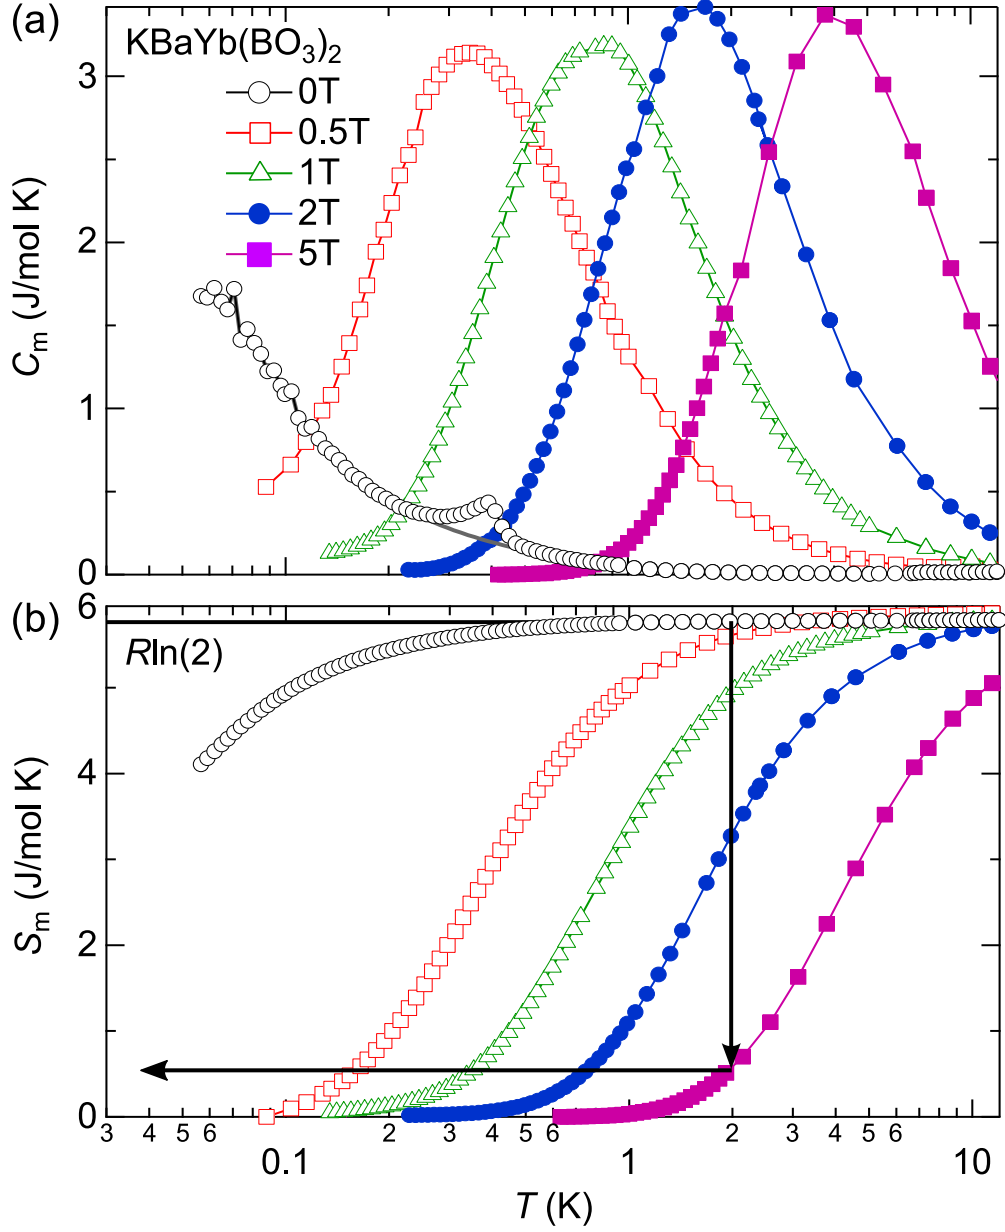 (a)
KBaYb(BO₃)₂
0T
0.5T
1T
2T
5T
3
2
1
0
Cₘ (J/mol K)
(b)
Rln(2)
6
4
2
0
Sₘ (J/mol K)
3 4 5 6 2 3 4 5 6 2 3 4 5 6
0.1 1 10
T (K)